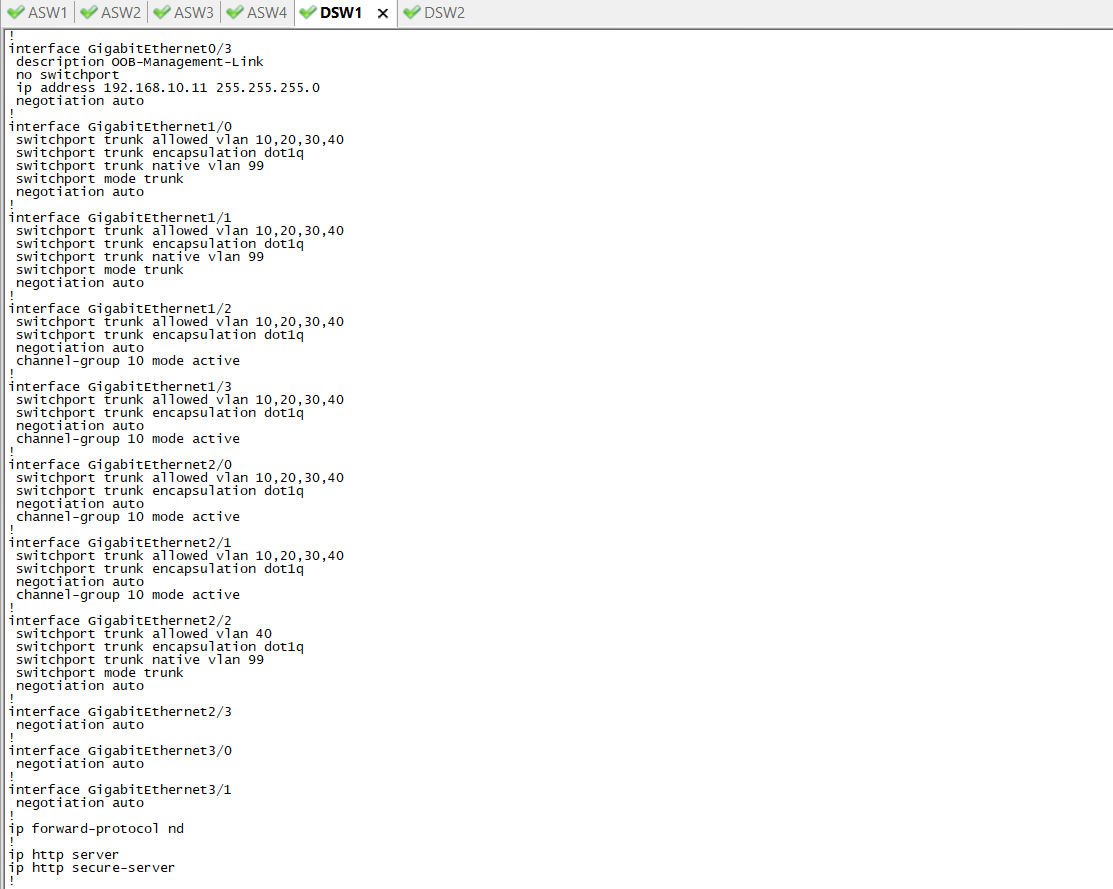 ASW1 ASW2 ASW3 ASW4 DSW1 DSW2
!
interface GigabitEthernet0/3
 description OOB-Management-Link
 no switchport
 ip address 192.168.10.11 255.255.255.0
 negotiation auto
!
interface GigabitEthernet1/0
 switchport trunk allowed vlan 10,20,30,40
 switchport trunk encapsulation dot1q
 switchport trunk native vlan 99
 switchport mode trunk
 negotiation auto
!
interface GigabitEthernet1/1
 switchport trunk allowed vlan 10,20,30,40
 switchport trunk encapsulation dot1q
 switchport trunk native vlan 99
 switchport mode trunk
 negotiation auto
!
interface GigabitEthernet1/2
 switchport trunk allowed vlan 10,20,30,40
 switchport trunk encapsulation dot1q
 negotiation auto
 channel-group 10 mode active
!
interface GigabitEthernet1/3
 switchport trunk allowed vlan 10,20,30,40
 switchport trunk encapsulation dot1q
 negotiation auto
 channel-group 10 mode active
!
interface GigabitEthernet2/0
 switchport trunk allowed vlan 10,20,30,40
 switchport trunk encapsulation dot1q
 negotiation auto
 channel-group 10 mode active
!
interface GigabitEthernet2/1
 switchport trunk allowed vlan 10,20,30,40
 switchport trunk encapsulation dot1q
 negotiation auto
 channel-group 10 mode active
!
interface GigabitEthernet2/2
 switchport trunk allowed vlan 40
 switchport trunk encapsulation dot1q
 switchport trunk native vlan 99
 switchport mode trunk
 negotiation auto
!
interface GigabitEthernet2/3
 negotiation auto
!
interface GigabitEthernet3/0
 negotiation auto
!
interface GigabitEthernet3/1
 negotiation auto
!
ip forward-protocol nd
!
ip http server
ip http secure-server
!